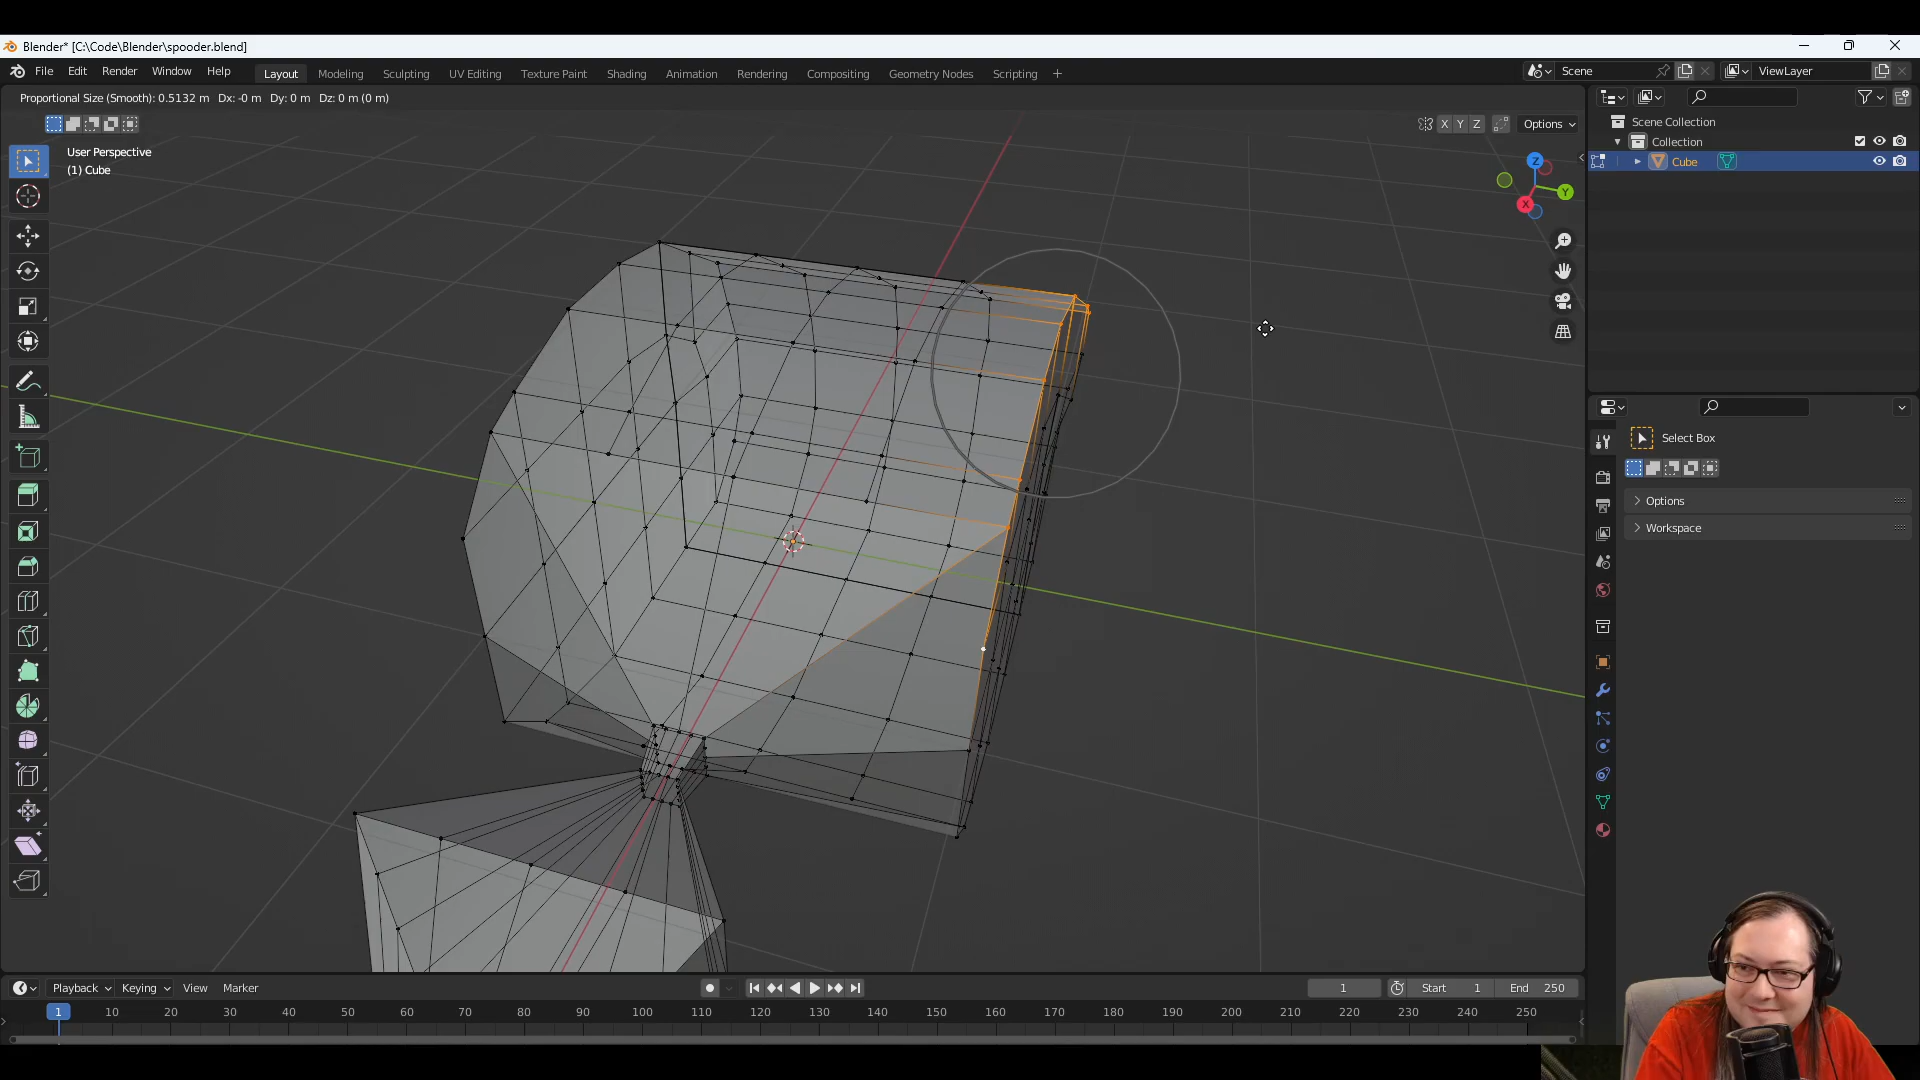 Blender* [C:\Code\Blender\spooder.blend]
File Edit Render Window Help Layout Modeling Sculpting UV Editing Texture Paint Shading Animation Rendering Compositing Geometry Nodes Scripting + Scene ViewLayer
Proportional Size (Smooth): 0.5132 m Dx: -0 m Dy: 0 m Dz: 0 m (0 m)
X Y Z Options
User Perspective
(1) Cube
Z
Y
X
Scene Collection
Collection
Cube
Select Box
Options
Workspace
Playback Keying View Marker 1 Start 1 End 250
1 10 20 30 40 50 60 70 80 90 100 110 120 130 140 150 160 170 180 190 200 210 220 230 240 250